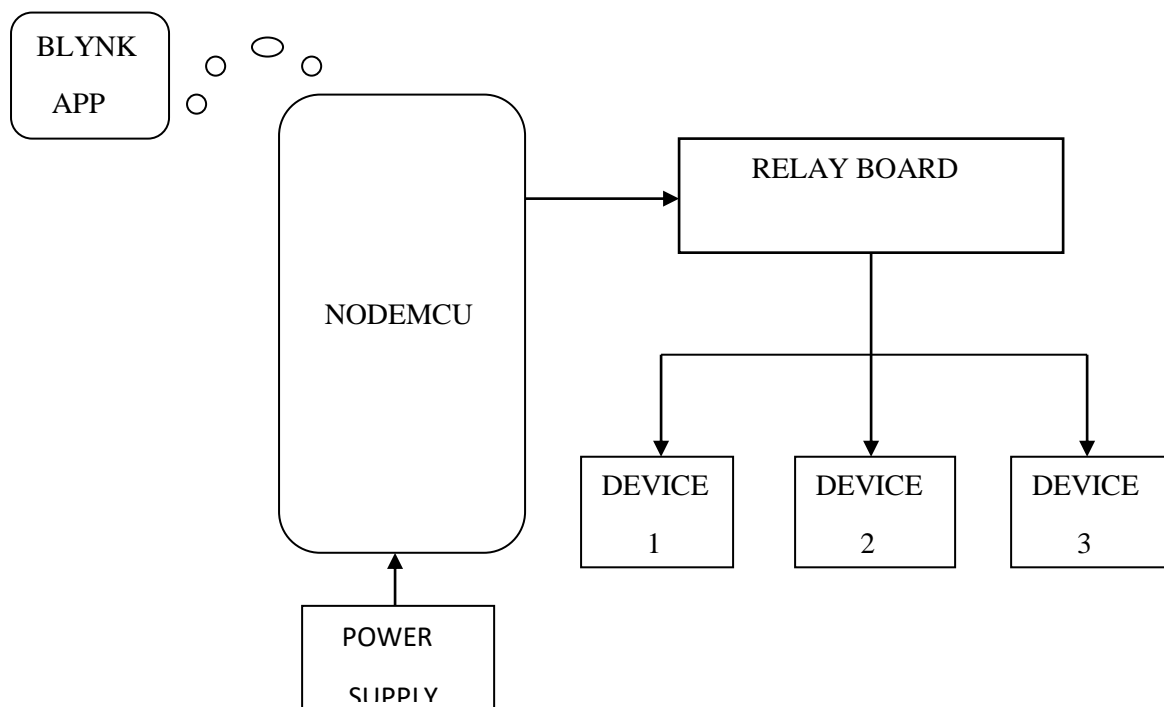 BLYNK
APP
RELAY BOARD
NODEMCU
DEVICE
1
DEVICE
2
DEVICE
3
POWER
SUPPLY